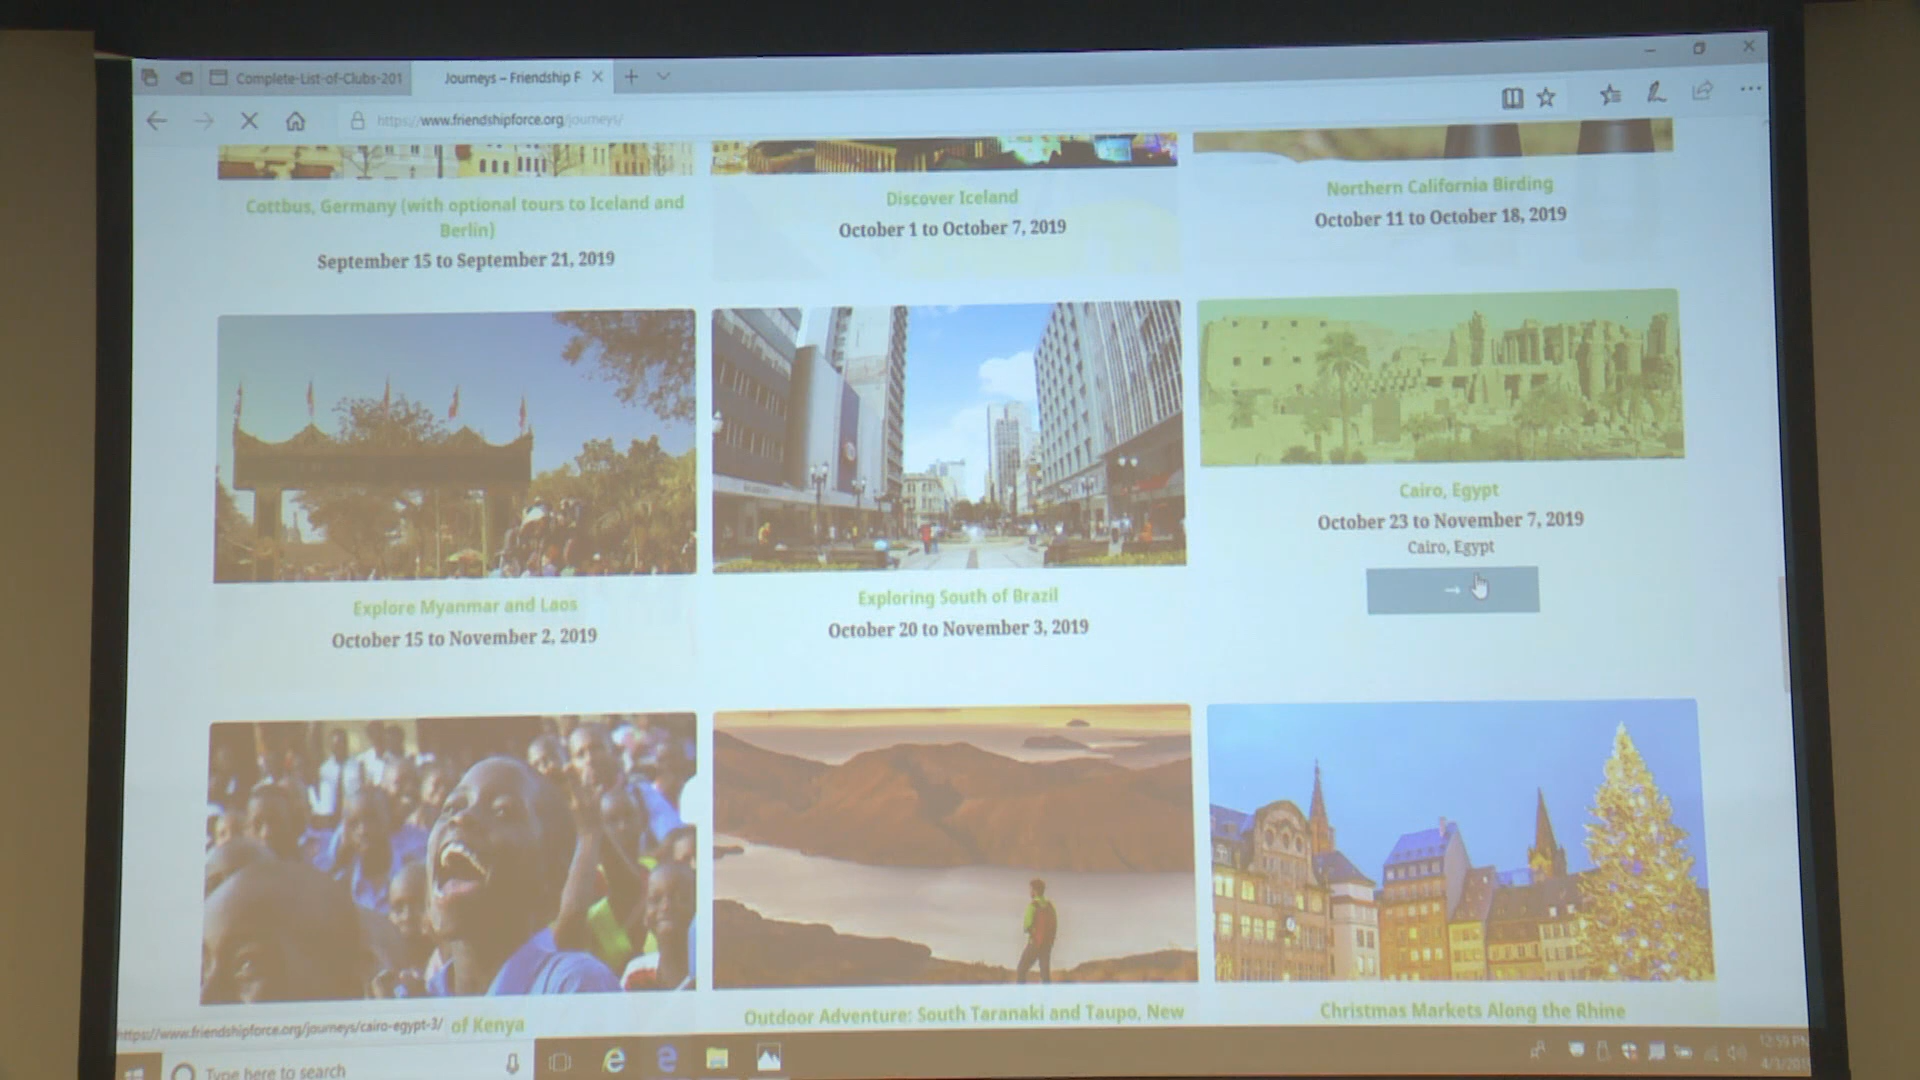 Complete-List-of-Clubs-201
Journeys – Friendship F
https://www.friendshipforce.org/journeys/
Cottbus, Germany (with optional tours to Iceland and
Berlin)
September 15 to September 21, 2019
Discover Iceland
October 1 to October 7, 2019
Northern California Birding
October 11 to October 18, 2019
Explore Myanmar and Laos
October 15 to November 2, 2019
Exploring South of Brazil
October 20 to November 3, 2019
Cairo, Egypt
October 23 to November 7, 2019
Cairo, Egypt
of Kenya
Outdoor Adventure: South Taranaki and Taupo, New
Christmas Markets Along the Rhine
https://www.friendshipforce.org/journeys/cairo-egypt-3/
Type here to search
12:59 PM